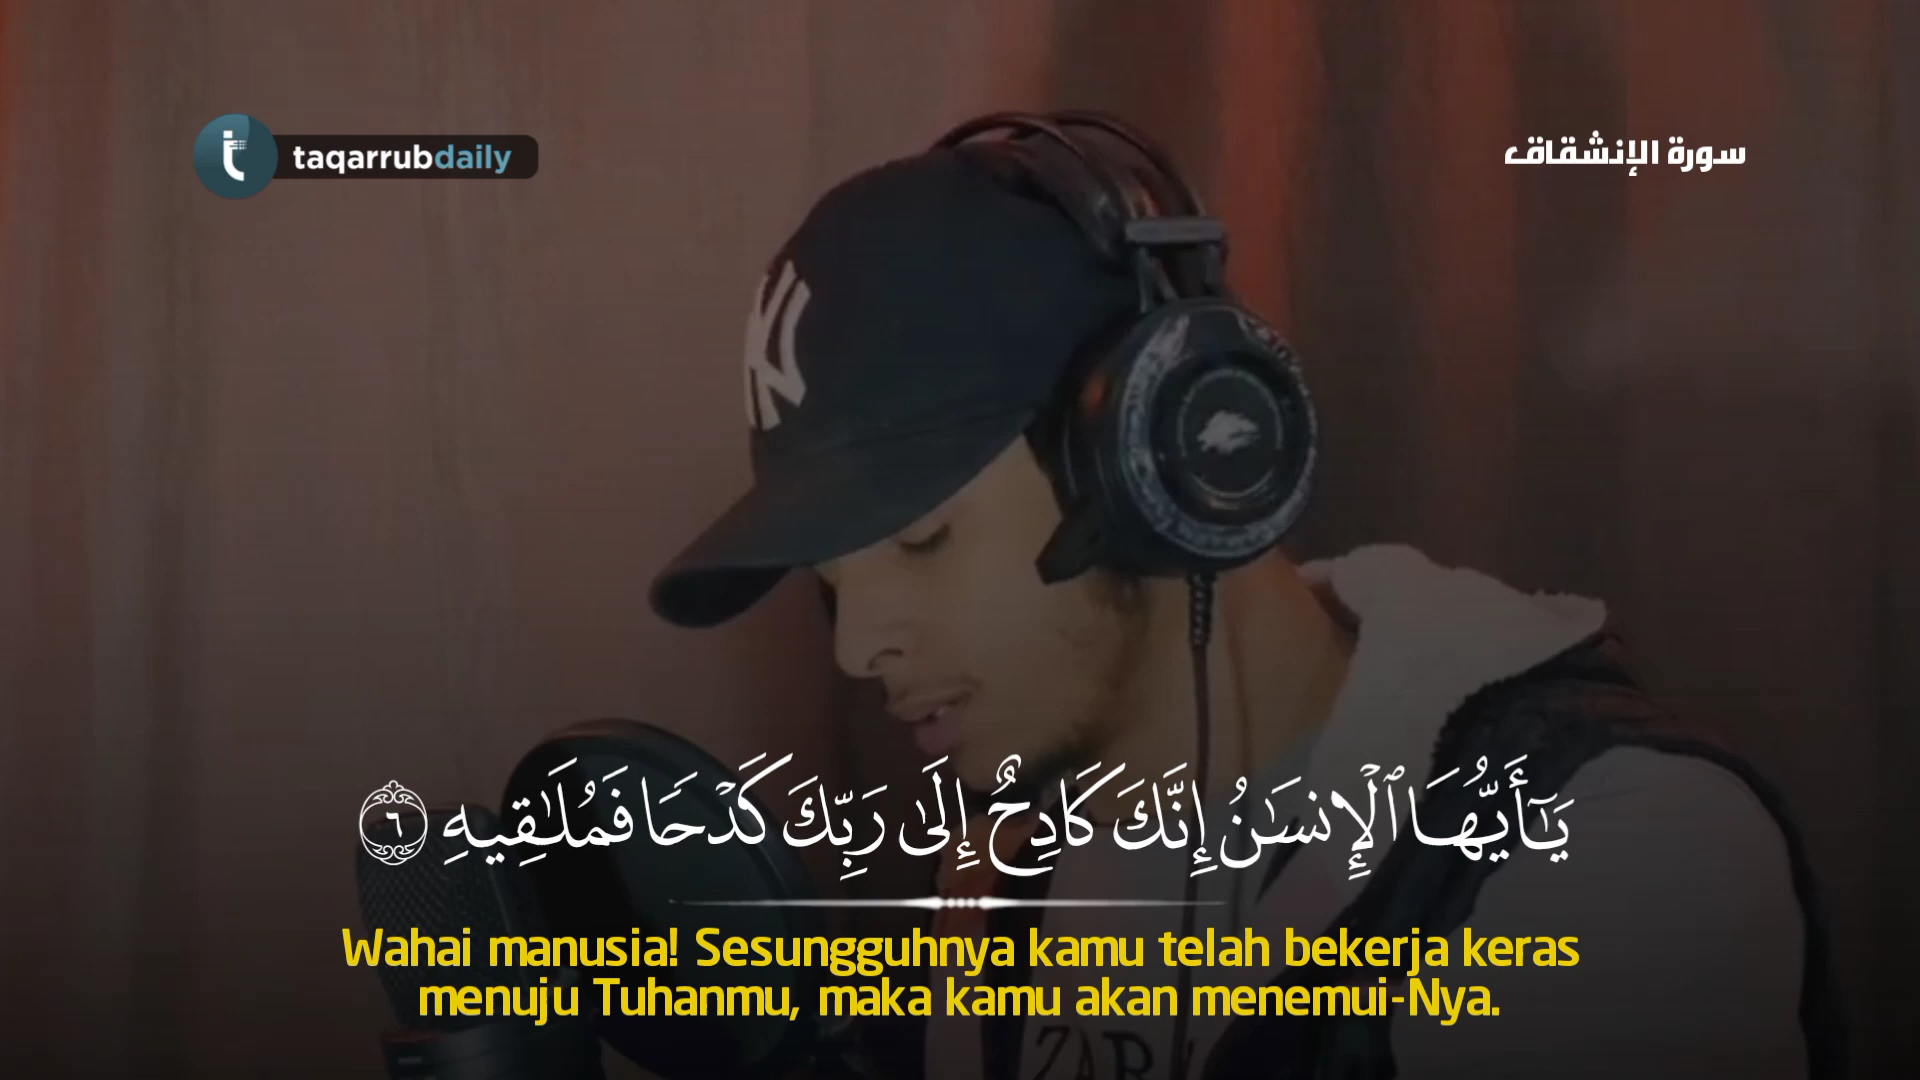 taqarrubdaily
سورة الإنشقاق
يَـٰٓأَيُّهَا ٱلْإِنسَـٰنُ إِنَّكَ كَادِحٌ إِلَىٰ رَبِّكَ كَدْحًا فَمُلَـٰقِيهِ ٦
Wahai manusia! Sesungguhnya kamu telah bekerja keras
menuju Tuhanmu, maka kamu akan menemui-Nya.
ZAR